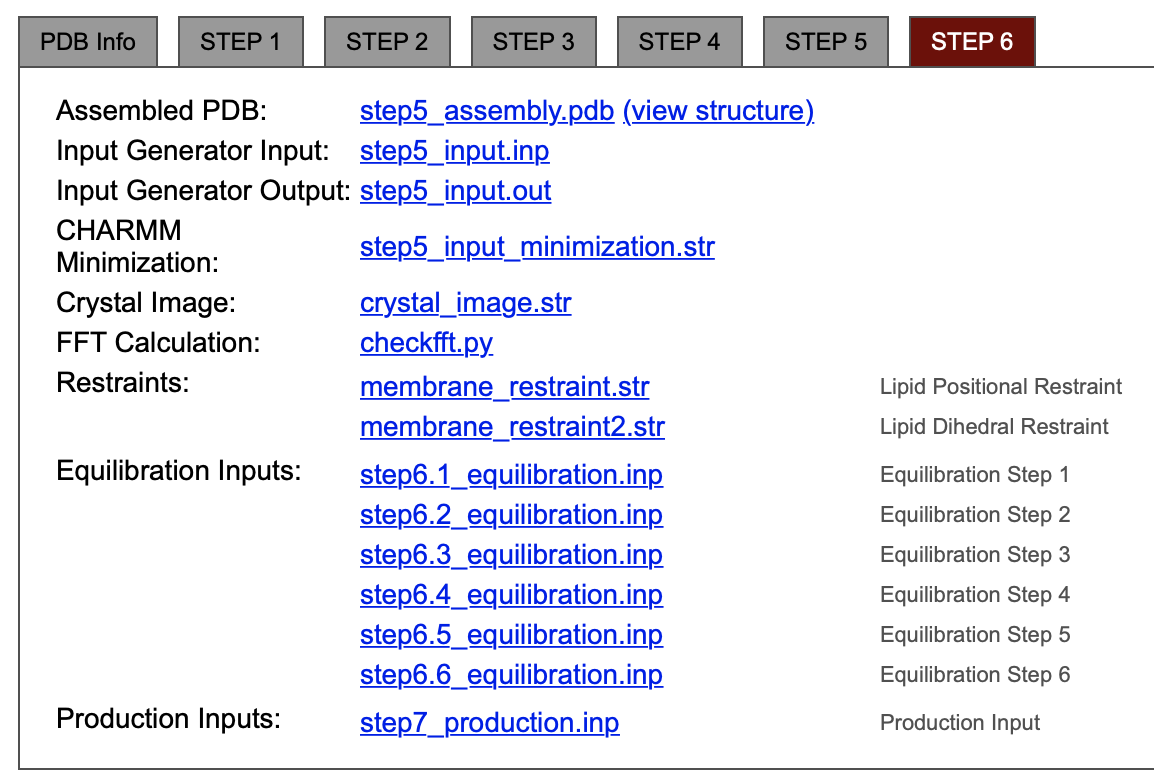 PDB Info STEP 1 STEP 2 STEP 3 STEP 4 STEP 5 STEP 6
Assembled PDB: step5_assembly.pdb (view structure)
Input Generator Input: step5_input.inp
Input Generator Output: step5_input.out
CHARMM
Minimization: step5_input_minimization.str
Crystal Image: crystal_image.str
FFT Calculation: checkfft.py
Restraints: membrane_restraint.str Lipid Positional Restraint
membrane_restraint2.str Lipid Dihedral Restraint
Equilibration Inputs: step6.1_equilibration.inp Equilibration Step 1
step6.2_equilibration.inp Equilibration Step 2
step6.3_equilibration.inp Equilibration Step 3
step6.4_equilibration.inp Equilibration Step 4
step6.5_equilibration.inp Equilibration Step 5
step6.6_equilibration.inp Equilibration Step 6
Production Inputs: step7_production.inp Production Input